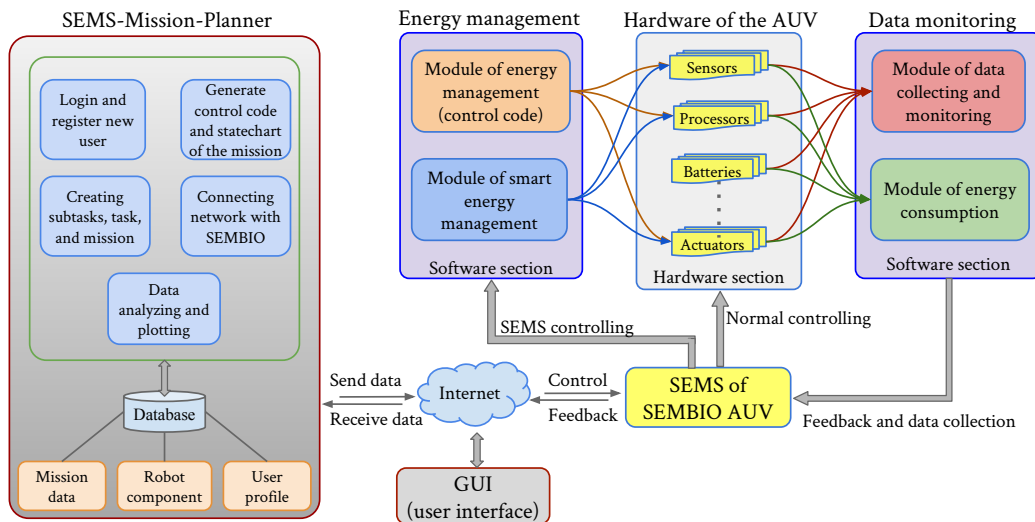 SEMS-Mission-Planner
Login and
register new
user
Generate
control code
and statechart
of the mission
Creating
subtasks, task,
and mission
Connecting
network with
SEMBIO
Data
analyzing and
plotting
Database
Mission
data
Robot
component
User
profile
Send data
Receive data
Internet
Control
Feedback
GUI
(user interface)
Energy management
Module of energy
management
(control code)
Module of smart
energy
management
Software section
Hardware of the AUV
Sensors
Processors
Batteries
Actuators
Hardware section
Data monitoring
Module of data
collecting and
monitoring
Module of energy
consumption
Software section
SEMS controlling
Normal controlling
SEMS of
SEMBIO AUV
Feedback and data collection